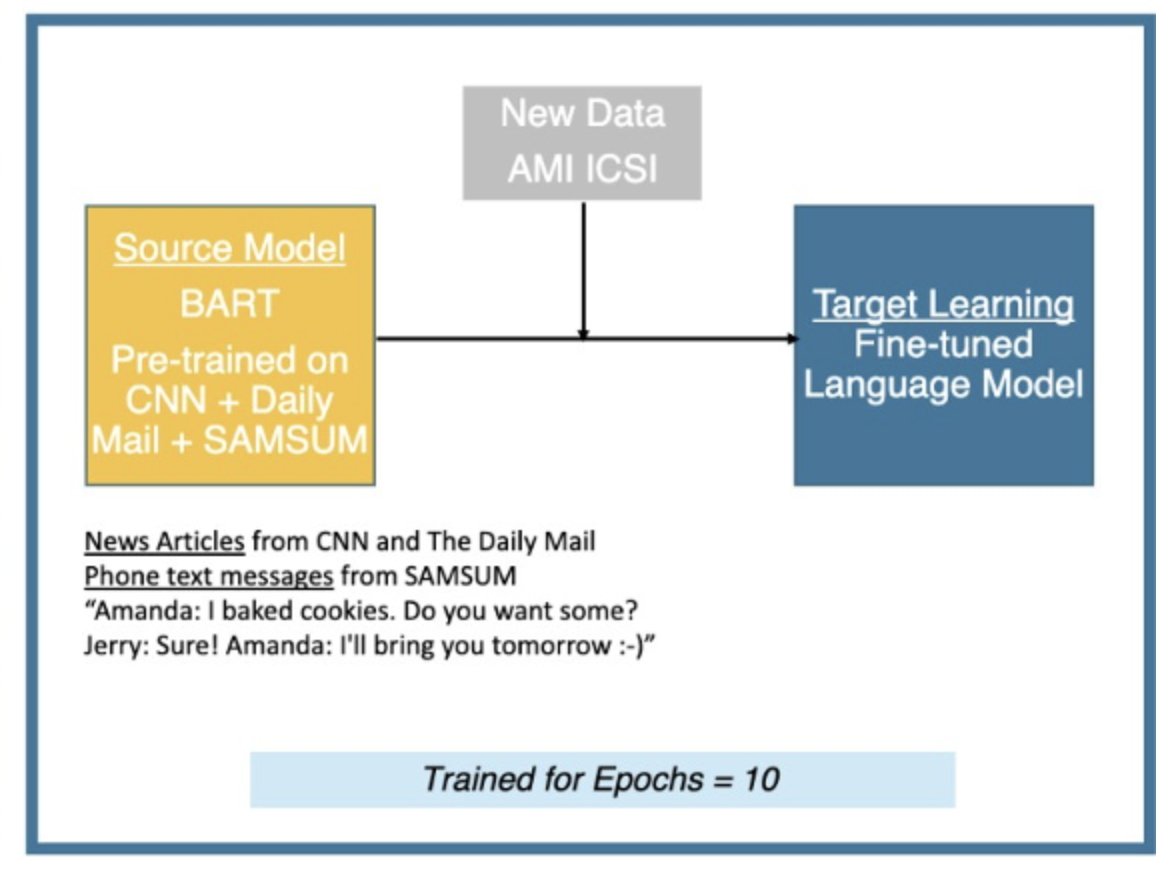 New Data
AMI ICSI
Source Model
BART
Pre-trained on
CNN + Daily
Mail + SAMSUM
Target Learning
Fine-tuned
Language Model
News Articles from CNN and The Daily Mail
Phone text messages from SAMSUM
“Amanda: I baked cookies. Do you want some?
Jerry: Sure! Amanda: I'll bring you tomorrow :-)”
Trained for Epochs = 10